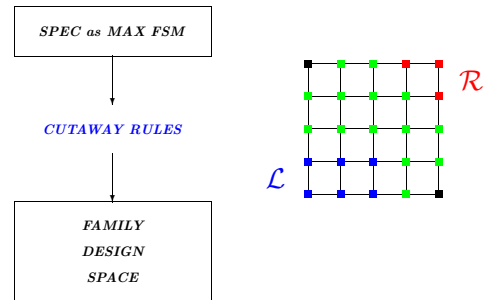 SPEC as MAX FSM
CUTAWAY RULES
FAMILY
DESIGN
SPACE
ℛ
ℒ